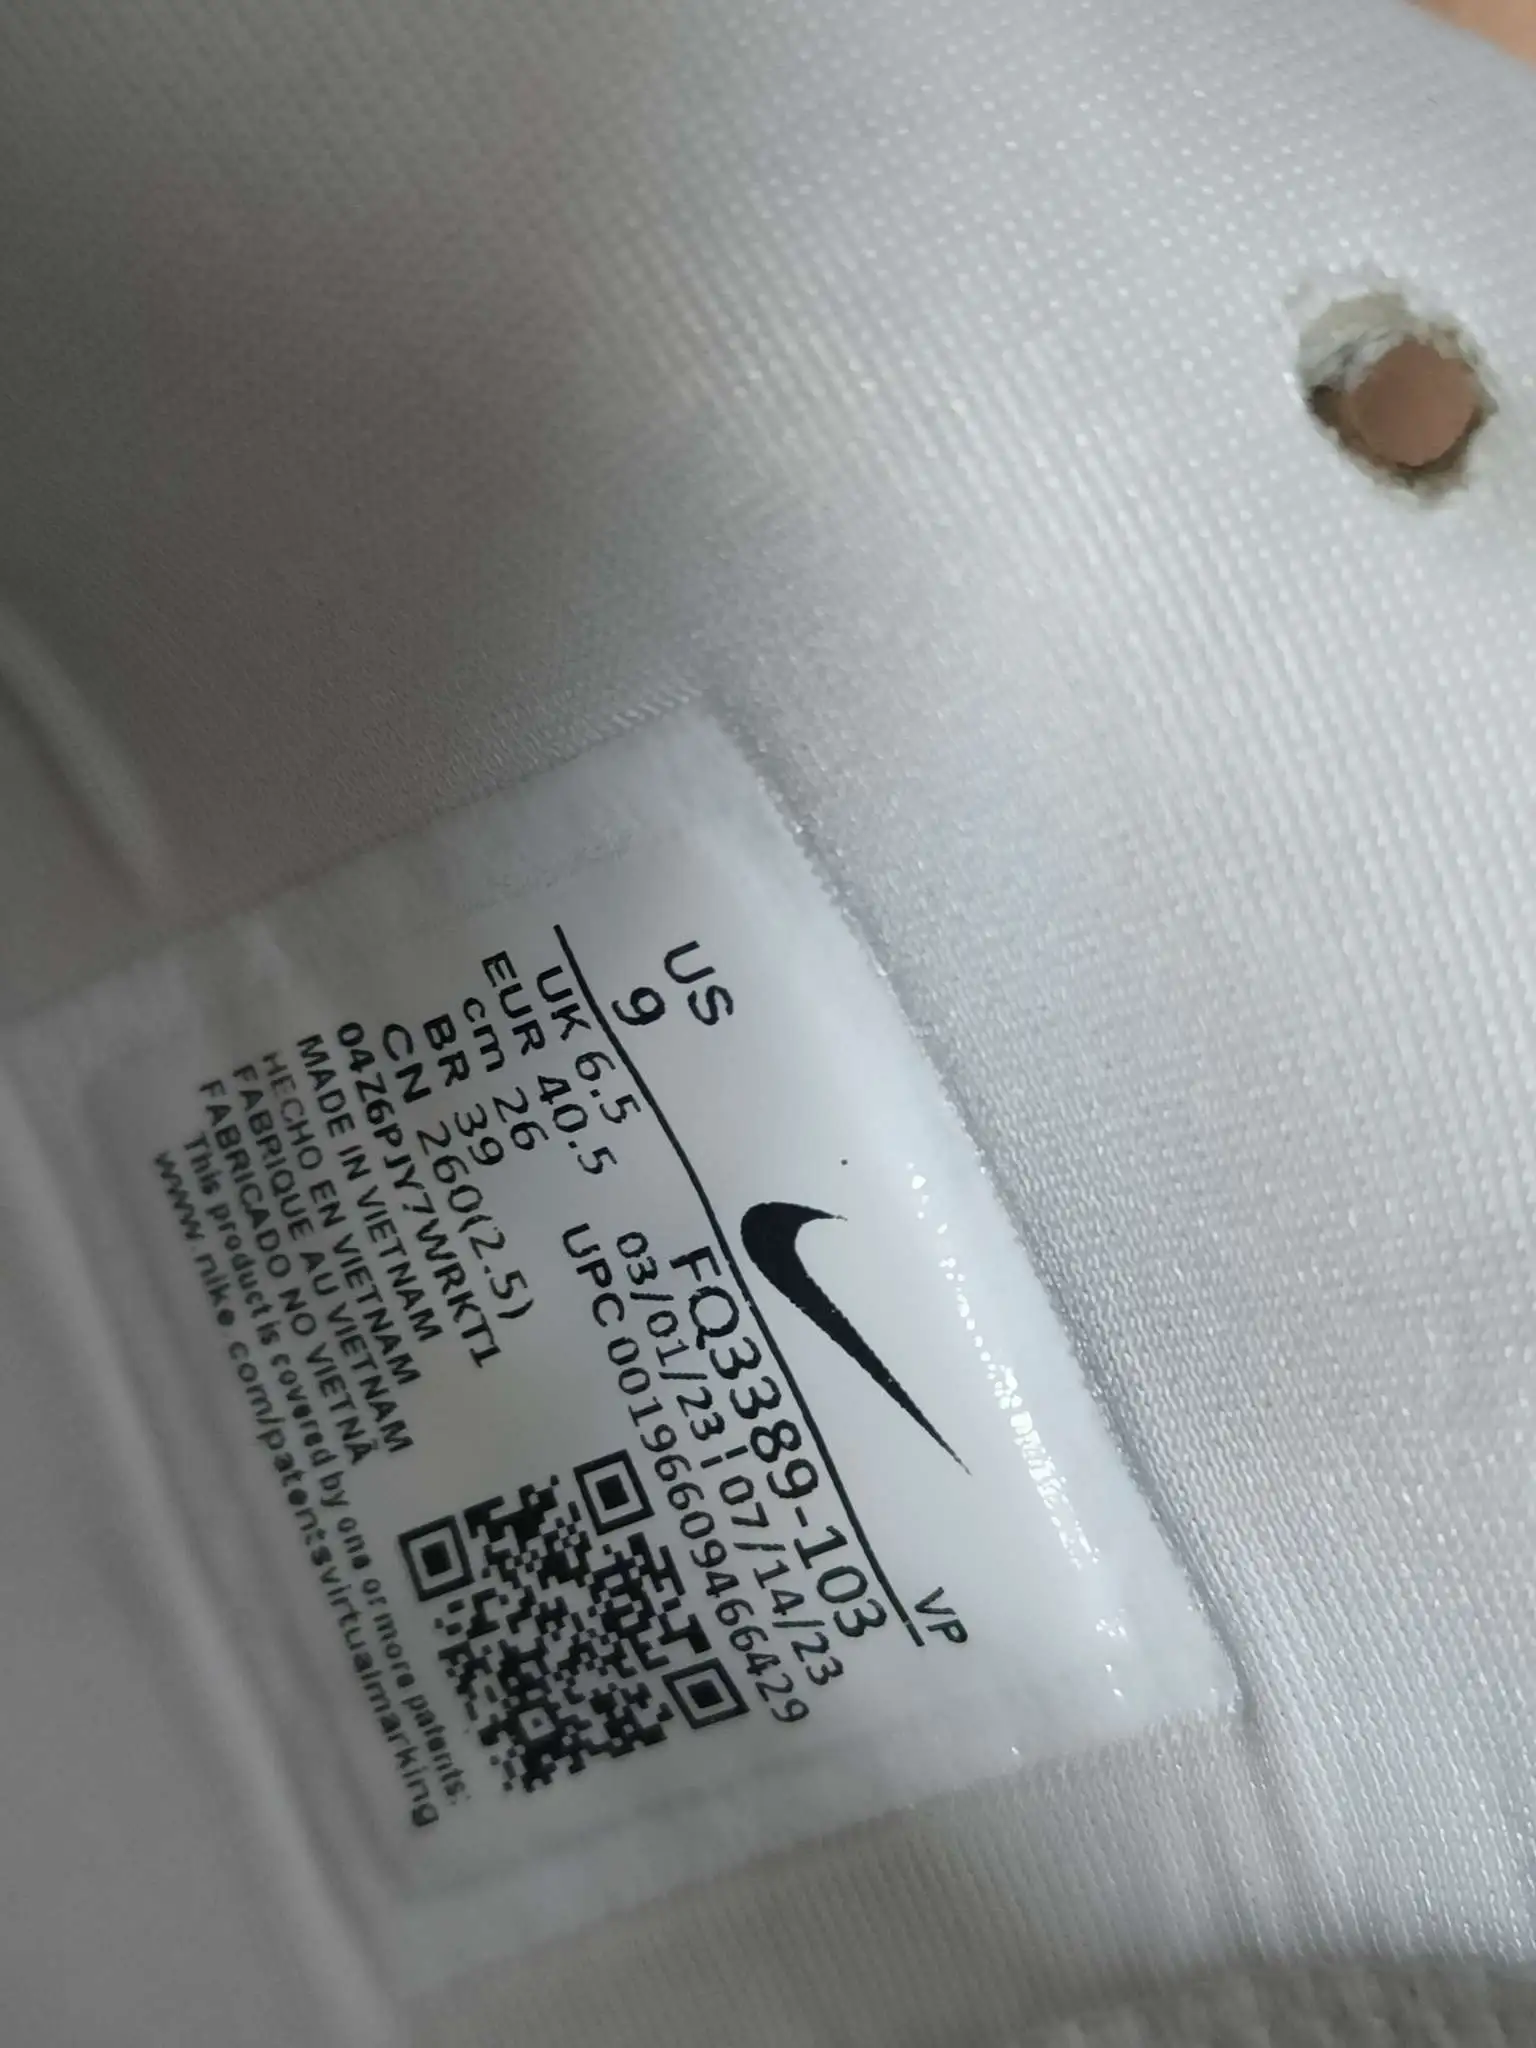 US
9
VP
UK 6.5
EUR 40.5
cm 26
BR 39
CN 260(2.5)
04Z6PJY7WRKT1
FQ3389-103
03/01/23 ¦ 07/14/23
UPC 00196609466429
MADE IN VIETNAM
HECHO EN VIETNAM
FABRIQUE AU VIETNAM
FABRICADO NO VIETNÃ
This product is covered by one or more patents:
www.nike.com/patentsvirtualmarking